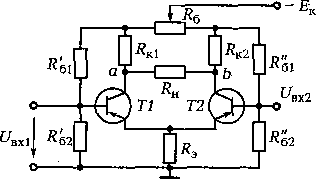 R_б
– E_к
R'_б1
R_к1
R_к2
R''_б1
a
R_н
b
T1
T2
U_вх2
U_вх1
R'_б2
R_э
R''_б2